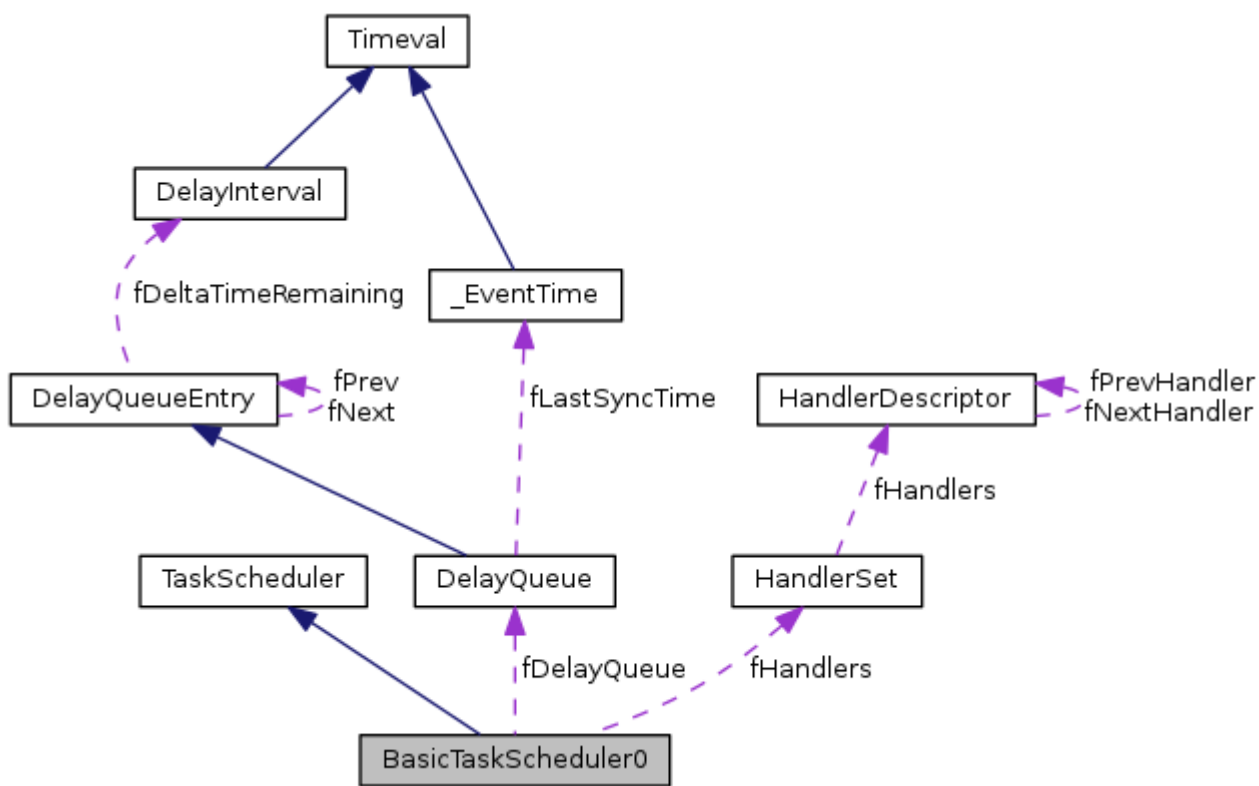 Timeval
DelayInterval
_EventTime
fDeltaTimeRemaining
DelayQueueEntry
fPrev
fNext
fLastSyncTime
HandlerDescriptor
fPrevHandler
fNextHandler
fHandlers
TaskScheduler
DelayQueue
HandlerSet
fDelayQueue
fHandlers
BasicTaskScheduler0